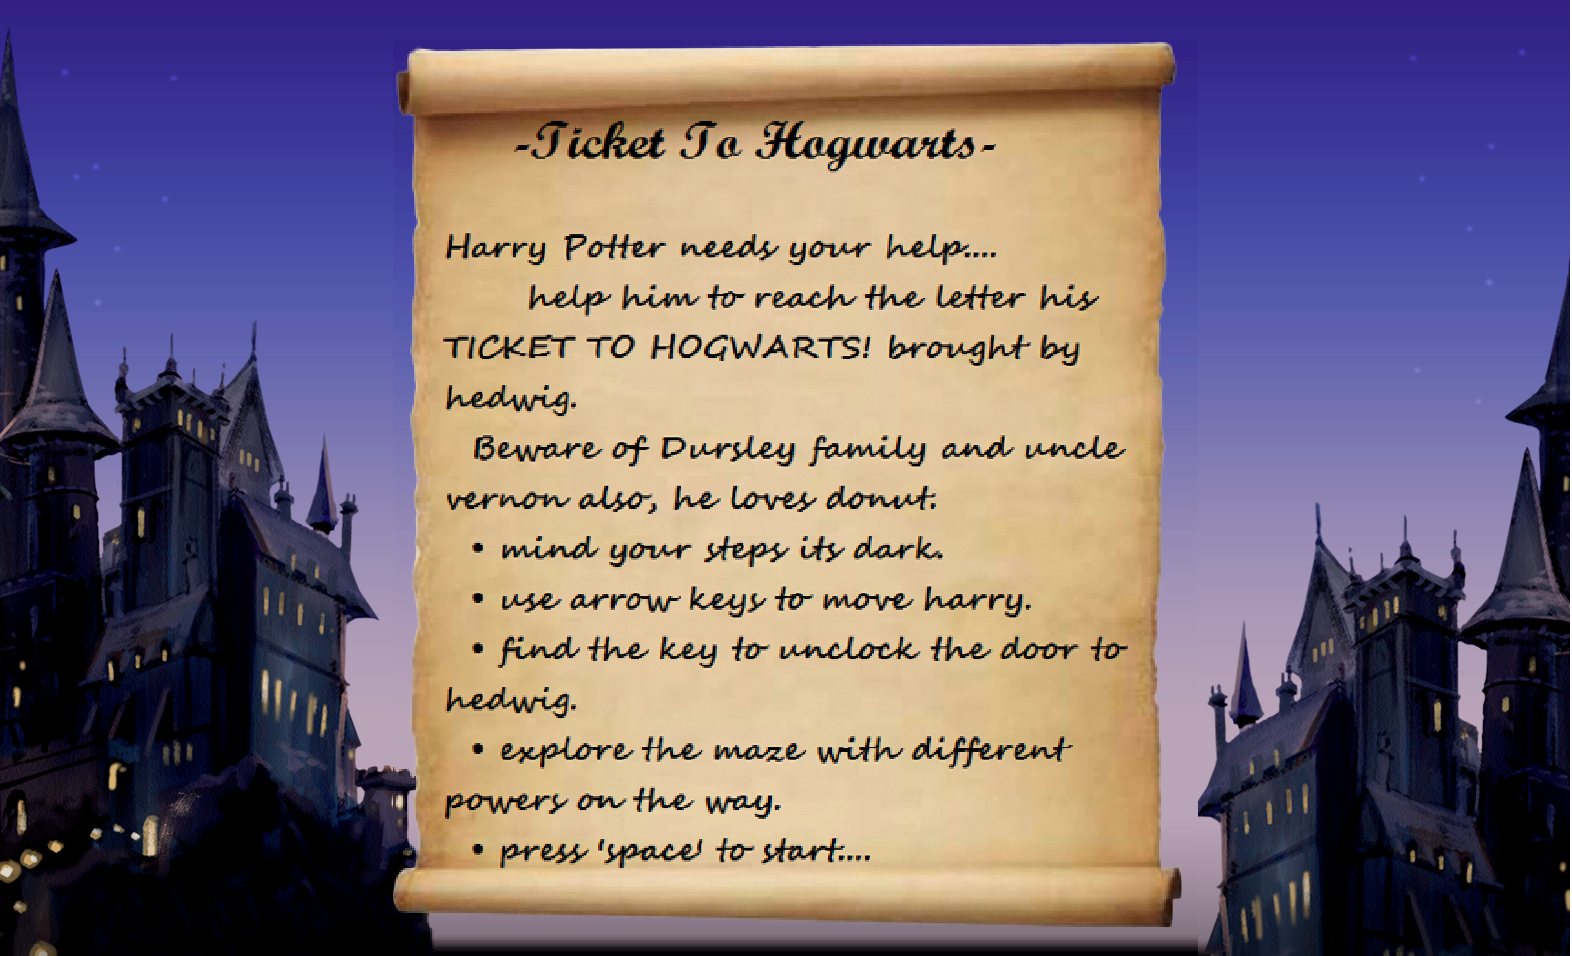 -Ticket To Hogwarts-
Harry Potter needs your help....
help him to reach the letter his
TICKET TO HOGWARTS! brought by
hedwig.
Beware of Dursley family and uncle
vernon also, he loves donut.
• mind your steps its dark.
• use arrow keys to move harry.
• find the key to unclock the door to
hedwig.
• explore the maze with different
powers on the way.
• press 'space' to start....